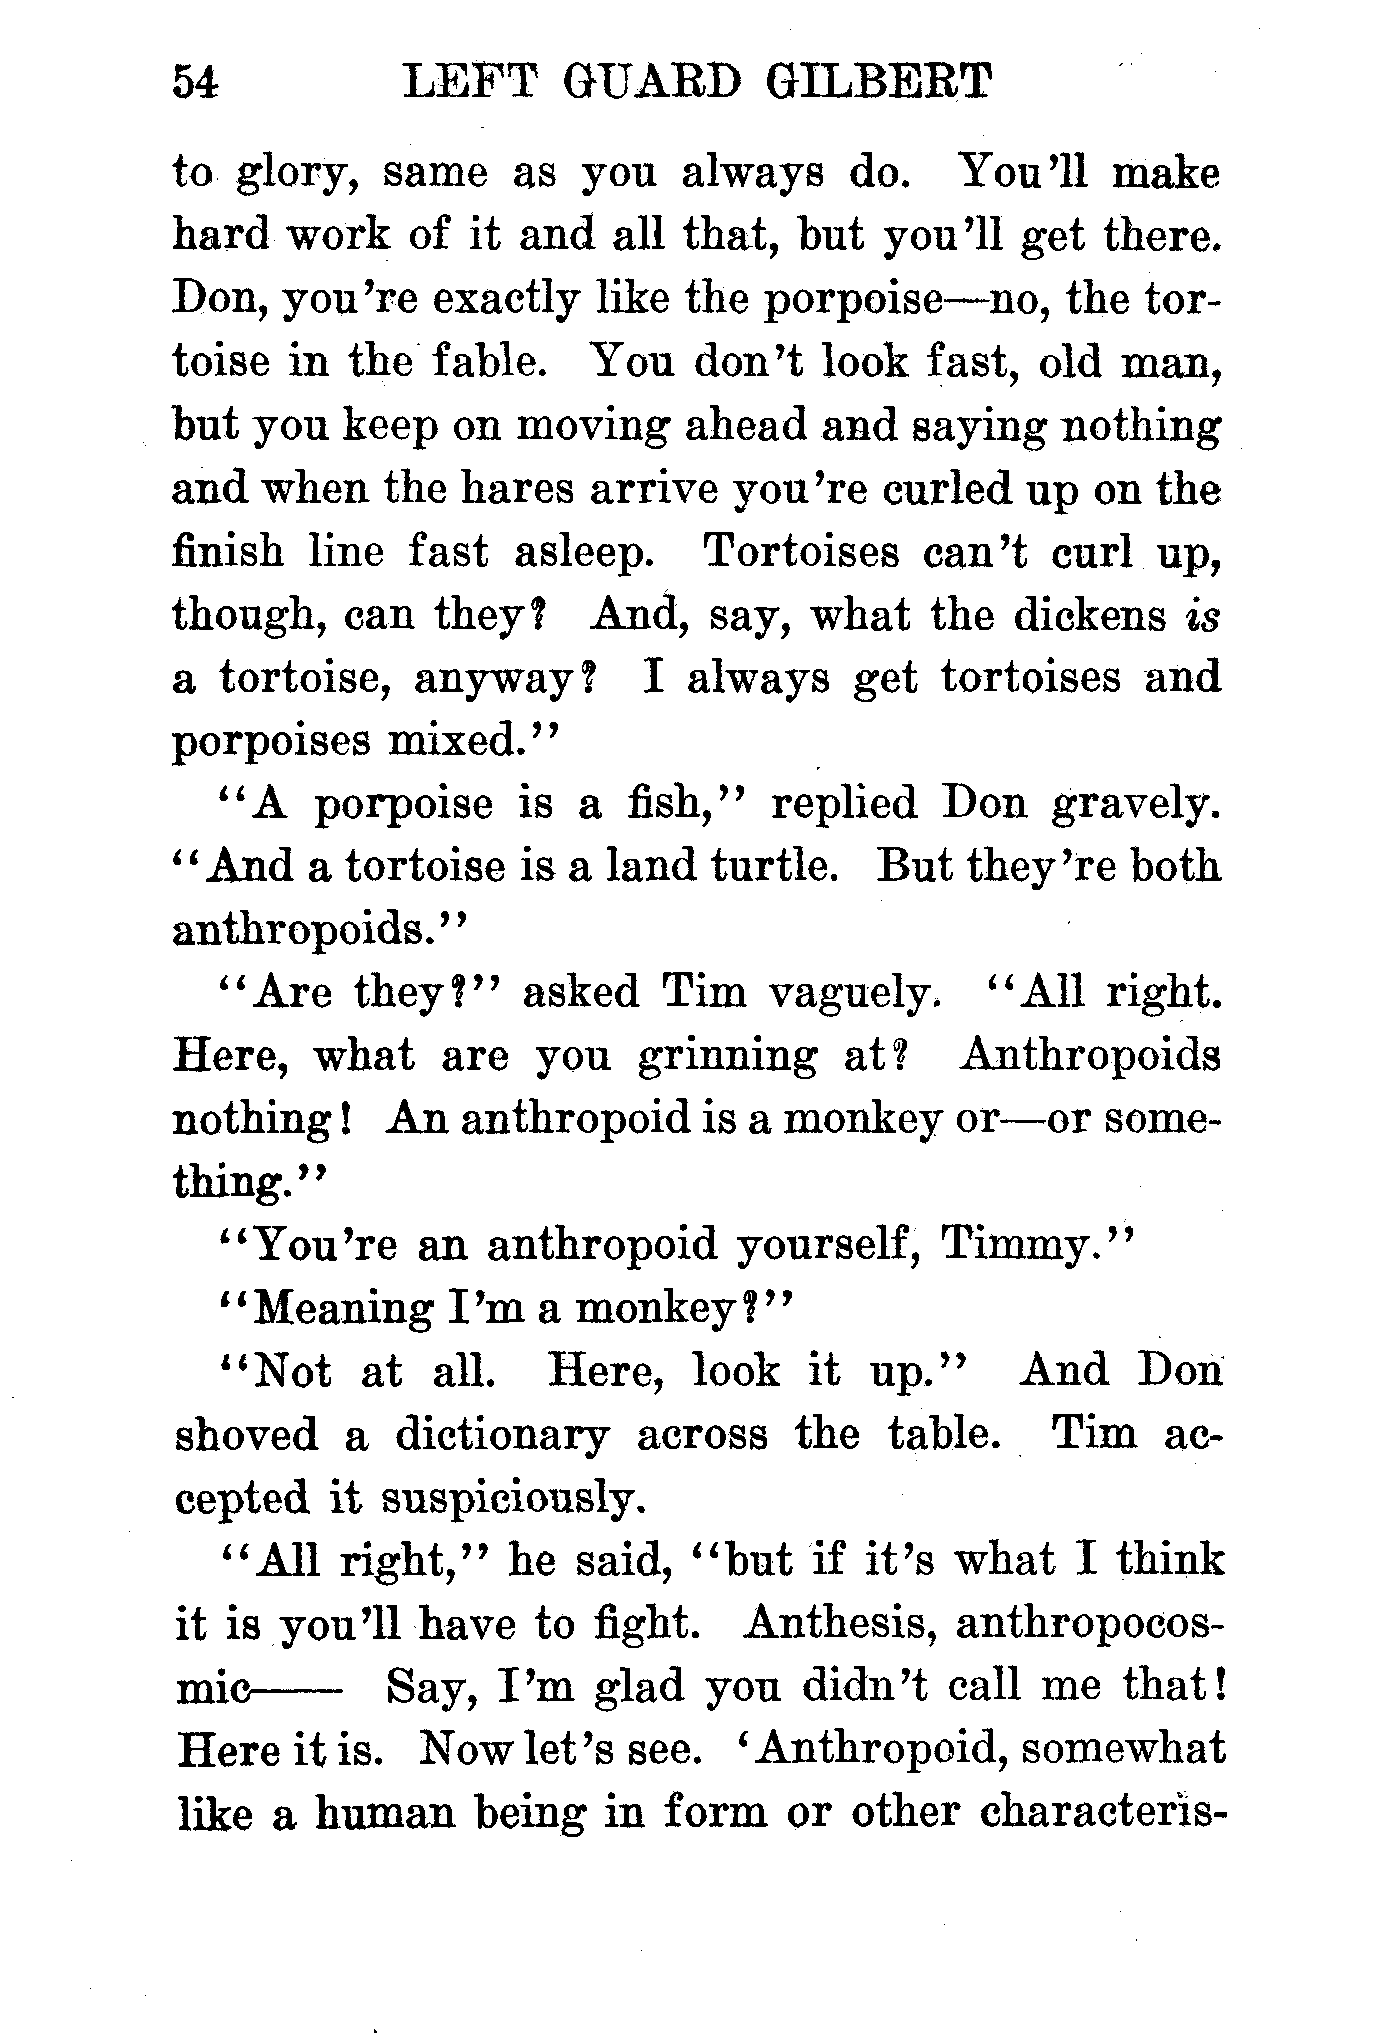 54 LEFT GUARD GILBERT
to glory, same as you always do. You'll make
hard work of it and all that, but you'll get there.
Don, you're exactly like the porpoise—no, the tor-
toise in the fable. You don't look fast, old man,
but you keep on moving ahead and saying nothing
and when the hares arrive you're curled up on the
finish line fast asleep. Tortoises can't curl up,
though, can they? And, say, what the dickens is
a tortoise, anyway? I always get tortoises and
porpoises mixed."
"A porpoise is a fish," replied Don gravely.
"And a tortoise is a land turtle. But they're both
anthropoids."
"Are they?" asked Tim vaguely. "All right.
Here, what are you grinning at? Anthropoids
nothing! An anthropoid is a monkey or—or some-
thing."
"You're an anthropoid yourself, Timmy."
"Meaning I'm a monkey?"
"Not at all. Here, look it up." And Don
shoved a dictionary across the table. Tim ac-
cepted it suspiciously.
"All right," he said, "but if it's what I think
it is you'll have to fight. Anthesis, anthropocos-
mic—— Say, I'm glad you didn't call me that!
Here it is. Now let's see. 'Anthropoid, somewhat
like a human being in form or other characteris-